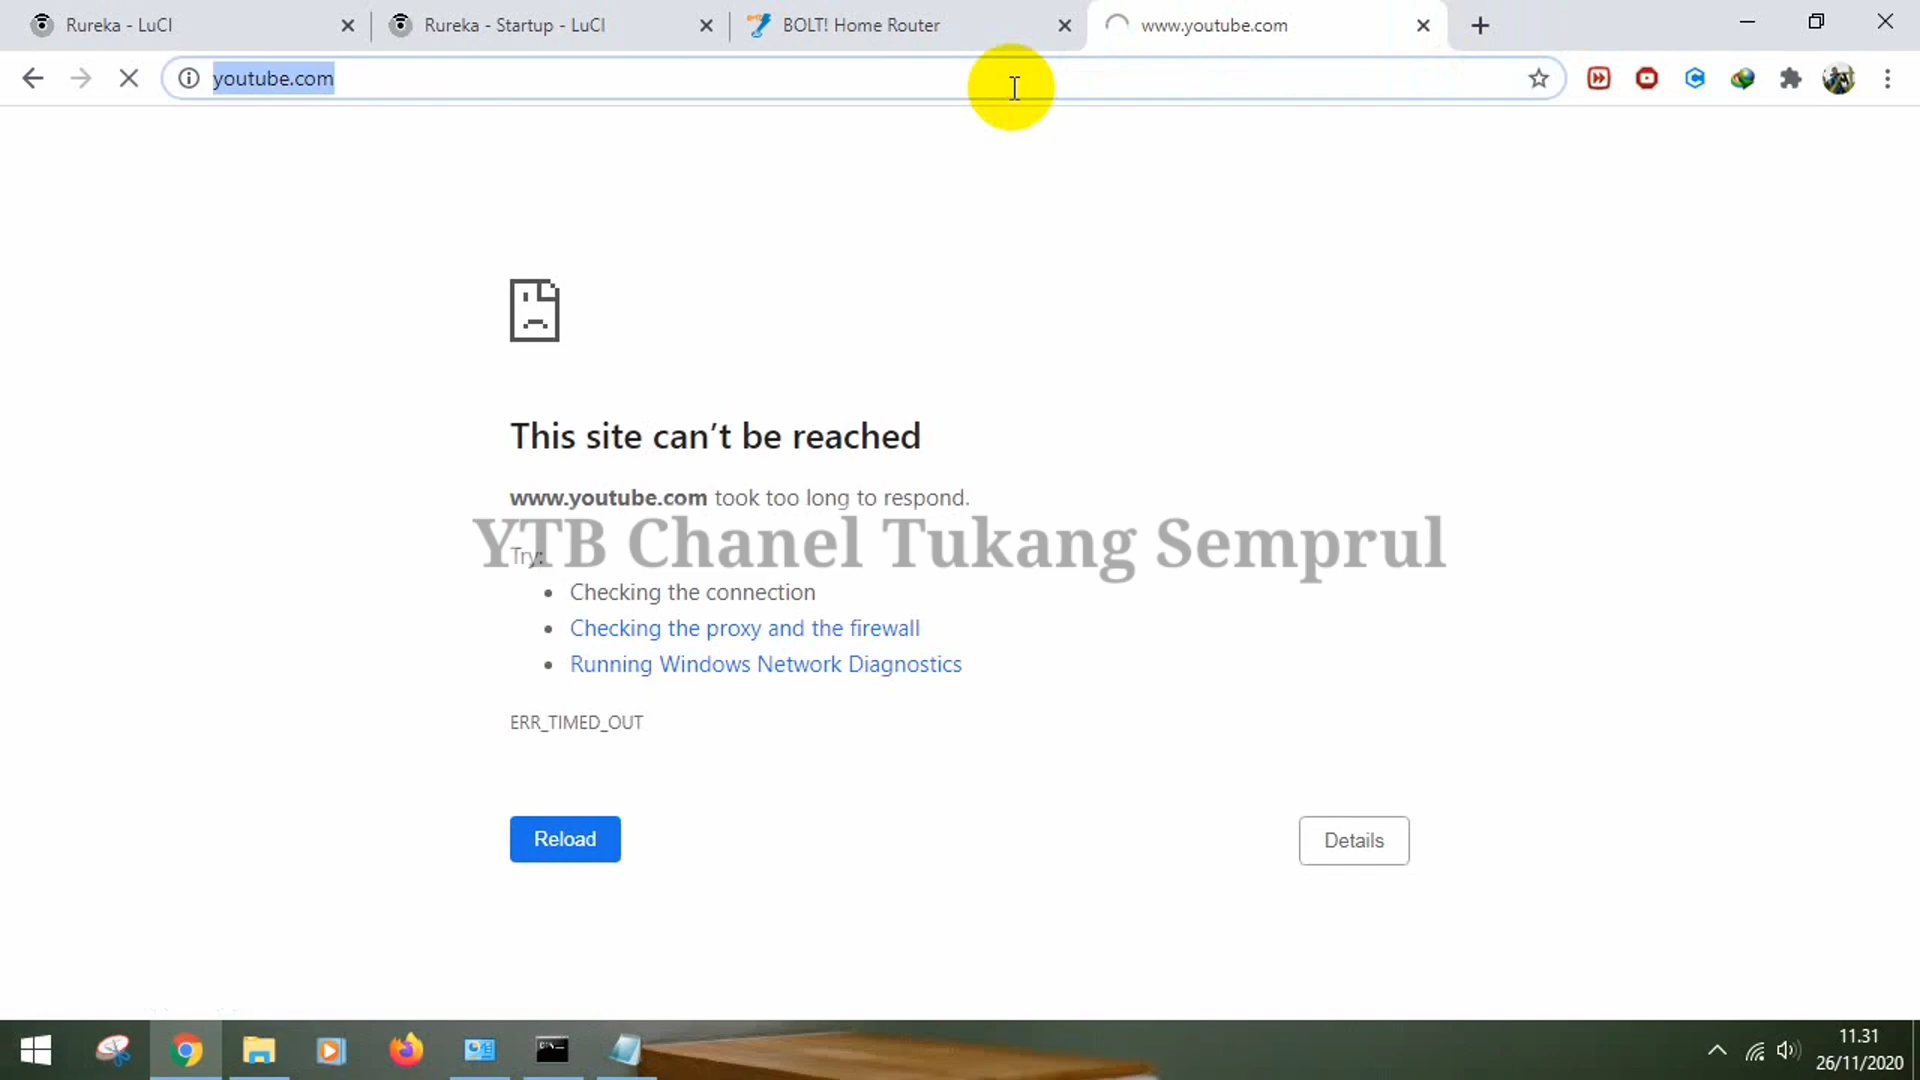 Rureka - LuCI
Rureka - Startup - LuCI
BOLT! Home Router
www.youtube.com
youtube.com
This site can’t be reached
www.youtube.com took too long to respond.
YTB Chanel Tukang Semprul
Try:
Checking the connection
Checking the proxy and the firewall
Running Windows Network Diagnostics
ERR_TIMED_OUT
Reload
Details
11.31
26/11/2020